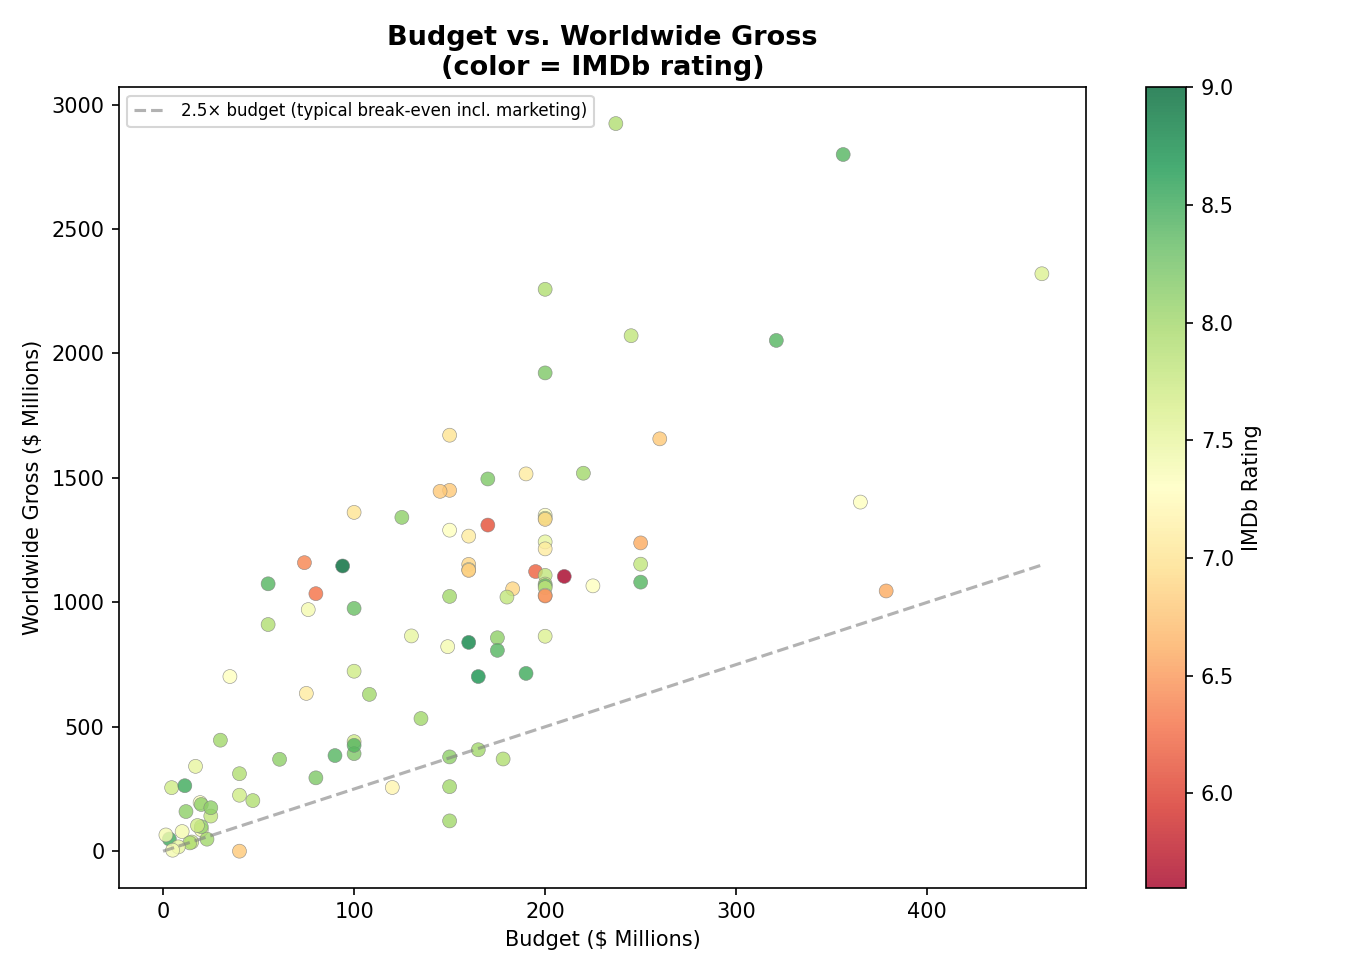 Budget vs. Worldwide Gross
(color = IMDb rating)
2.5× budget (typical break-even incl. marketing)
Worldwide Gross ($ Millions)
3000
2500
2000
1500
1000
500
0
0 100 200 300 400
Budget ($ Millions)
9.0
8.5
8.0
7.5
7.0
6.5
6.0
IMDb Rating